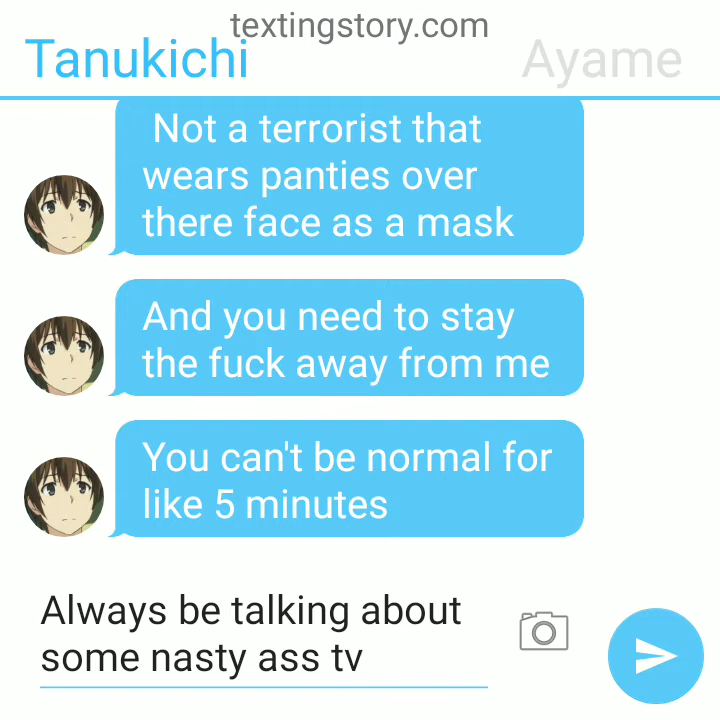 textingstory.com
Tanukichi
Ayame
Not a terrorist that
wears panties over
there face as a mask
And you need to stay
the fuck away from me
You can't be normal for
like 5 minutes
Always be talking about
some nasty ass tv